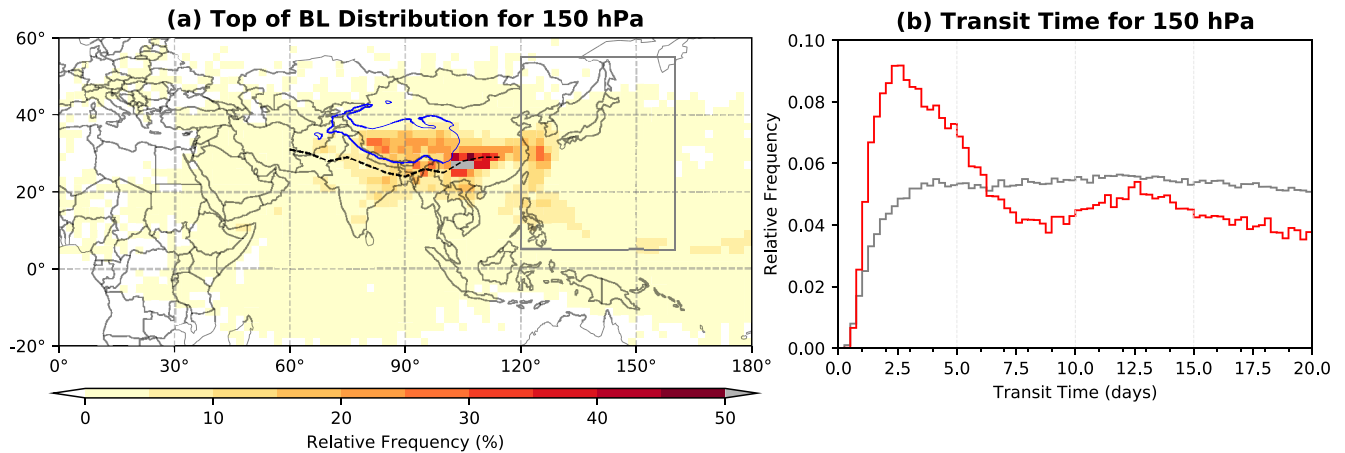 (a) Top of BL Distribution for 150 hPa
60°
40°
20°
0°
-20°
0° 30° 60° 90° 120° 150° 180°
0 10 20 30 40 50
Relative Frequency (%)
(b) Transit Time for 150 hPa
Relative Frequency
0.10
0.08
0.06
0.04
0.02
0.00
0.0 2.5 5.0 7.5 10.0 12.5 15.0 17.5 20.0
Transit Time (days)